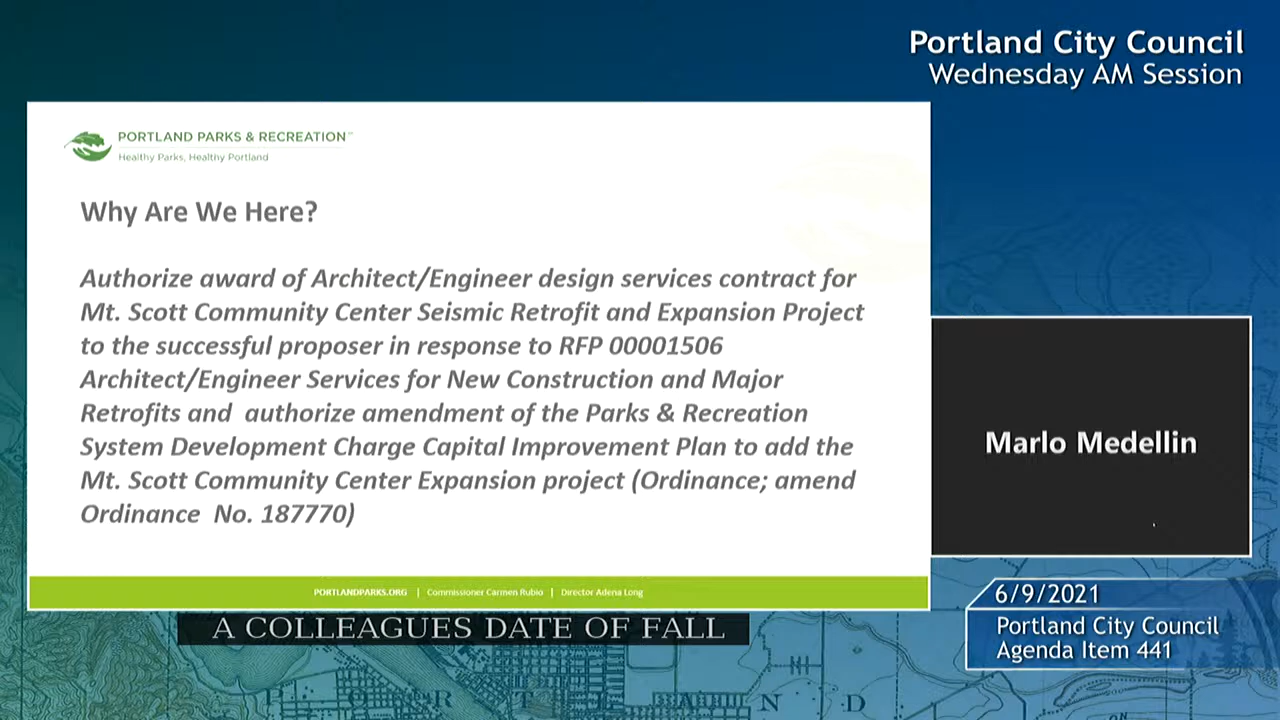 Portland City Council
Wednesday AM Session
PORTLAND PARKS & RECREATION
Healthy Parks, Healthy Portland
Why Are We Here?
Authorize award of Architect/Engineer design services contract for
Mt. Scott Community Center Seismic Retrofit and Expansion Project
to the successful proposer in response to RFP 00001506
Architect/Engineer Services for New Construction and Major
Retrofits and authorize amendment of the Parks & Recreation
System Development Charge Capital Improvement Plan to add the
Mt. Scott Community Center Expansion project (Ordinance; amend
Ordinance No. 187770)
PORTLANDPARKS.ORG | Commissioner Carmen Rubio | Director Adena Long
Marlo Medellin
6/9/2021
Portland City Council
Agenda Item 441
A COLLEAGUES DATE OF FALL
R T L A N D